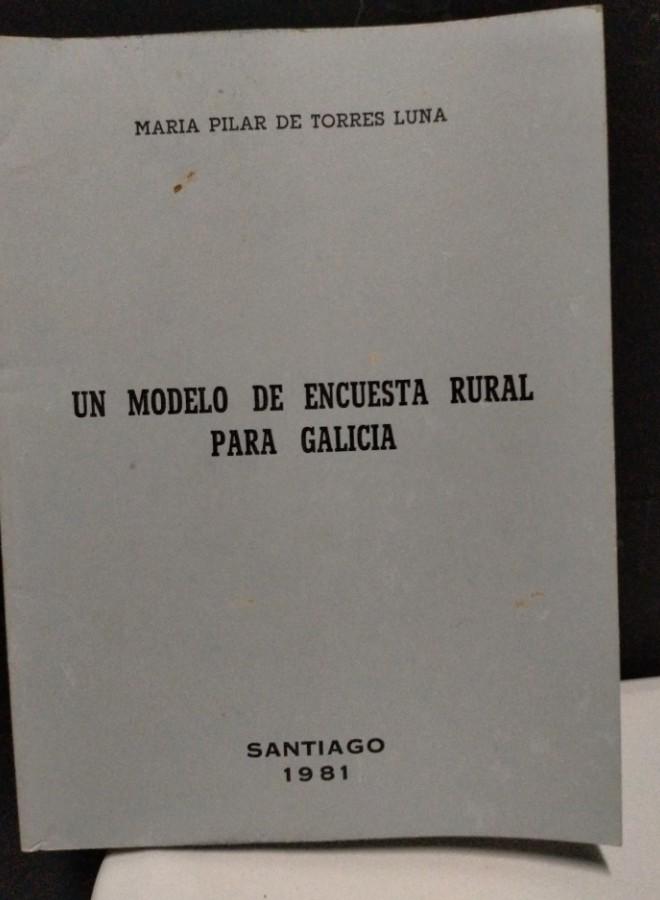 MARIA PILAR DE TORRES LUNA
UN MODELO DE ENCUESTA RURAL
PARA GALICIA
SANTIAGO
1981